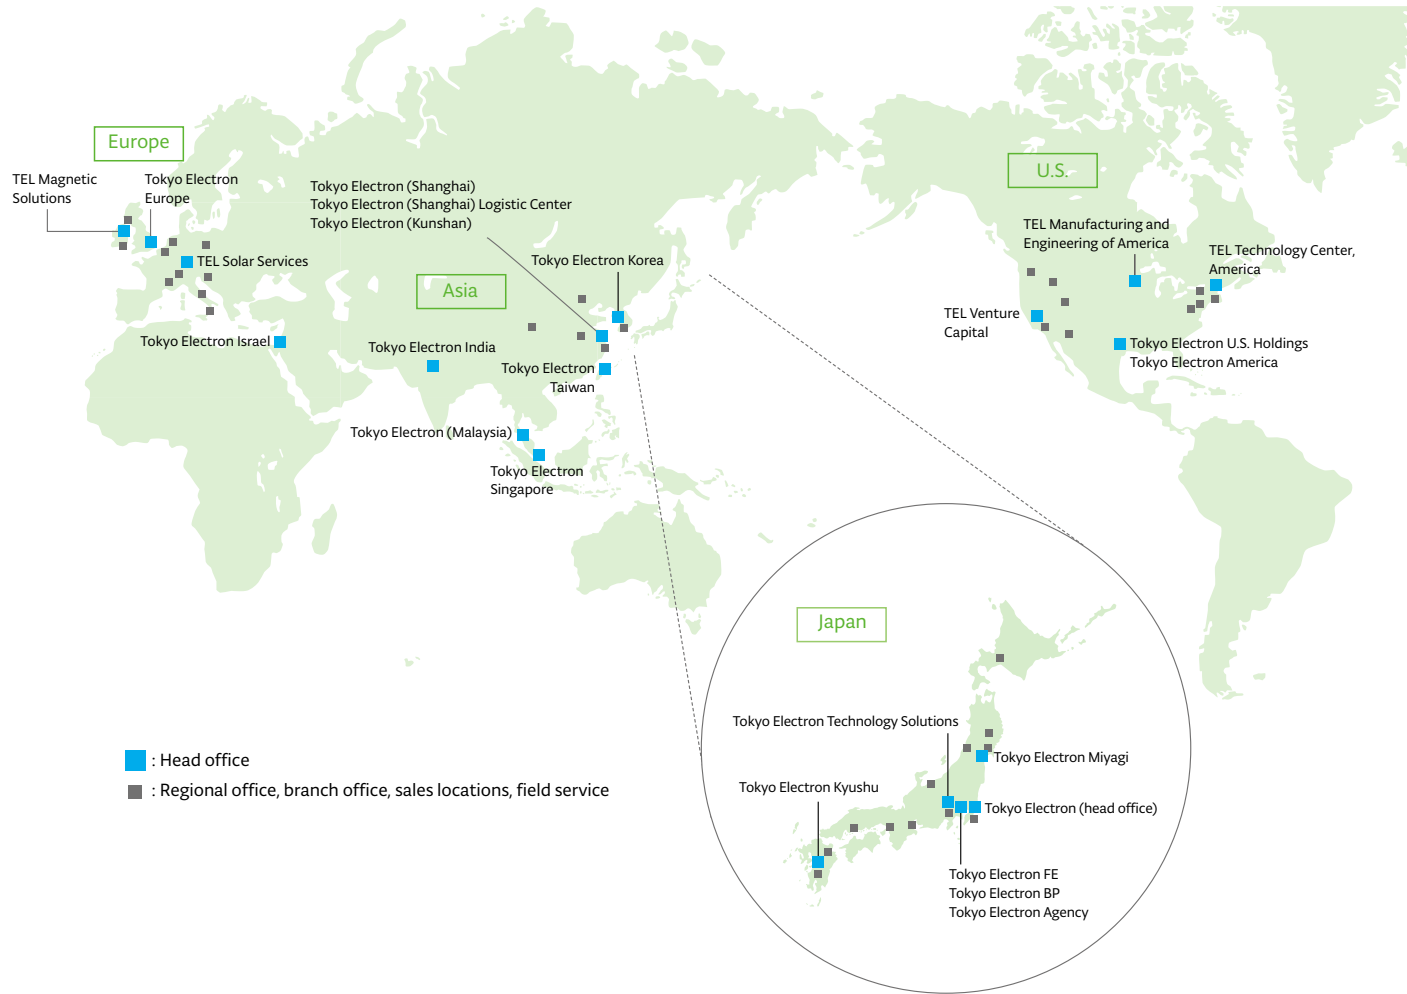 Europe
TEL Magnetic
Solutions
Tokyo Electron
Europe
TEL Solar Services
Tokyo Electron Israel
Tokyo Electron (Shanghai)
Tokyo Electron (Shanghai) Logistic Center
Tokyo Electron (Kunshan)
Tokyo Electron Korea
Asia
Tokyo Electron India
Tokyo Electron
Taiwan
Tokyo Electron (Malaysia)
Tokyo Electron
Singapore
U.S.
TEL Manufacturing and
Engineering of America
TEL Technology Center,
America
TEL Venture
Capital
Tokyo Electron U.S. Holdings
Tokyo Electron America
Japan
Tokyo Electron Technology Solutions
Tokyo Electron Miyagi
Tokyo Electron Kyushu
Tokyo Electron (head office)
Tokyo Electron FE
Tokyo Electron BP
Tokyo Electron Agency
: Head office
: Regional office, branch office, sales locations, field service